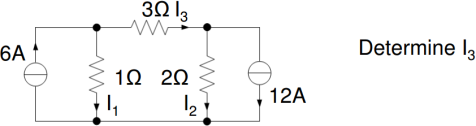 3Ω I₃
6A
1Ω 2Ω
I₁ I₂
12A
Determine I₃